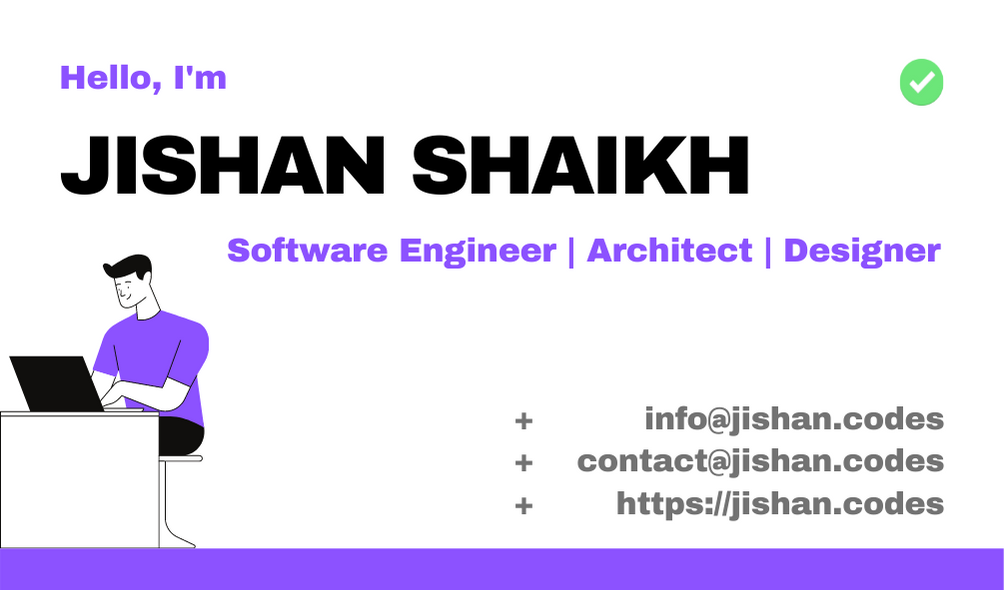 Hello, I'm
JISHAN SHAIKH
Software Engineer | Architect | Designer
+ info@jishan.codes
+ contact@jishan.codes
+ https://jishan.codes